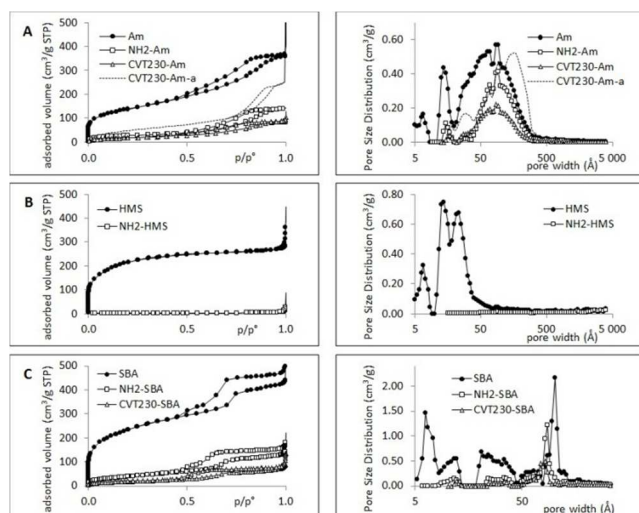 A
adsorbed volume (cm³/g STP)
500
400
300
200
100
0
Am
NH2-Am
CVT230-Am
CVT230-Am-a
0.0
0.5
p/p°
1.0
Pore Size Distribution (cm³/g)
0.60
0.40
0.20
0.00
Am
NH2-Am
CVT230-Am
CVT230-Am-a
5
50
500
5 000
pore width (Å)
B
adsorbed volume (cm³/g STP)
400
300
200
100
0
HMS
NH2-HMS
0.0
0.5
p/p°
1.0
Pore Size Distribution (cm³/g)
0.80
0.60
0.40
0.20
0.00
HMS
NH2-HMS
5
50
500
5 000
pore width (Å)
C
adsorbed volume (cm³/g STP)
500
400
300
200
100
0
SBA
NH2-SBA
CVT230-SBA
0.0
0.5
p/p°
1.0
Pore Size Distribution (cm³/g)
2.00
1.50
1.00
0.50
0.00
SBA
NH2-SBA
CVT230-SBA
5
50
500
pore width (Å)